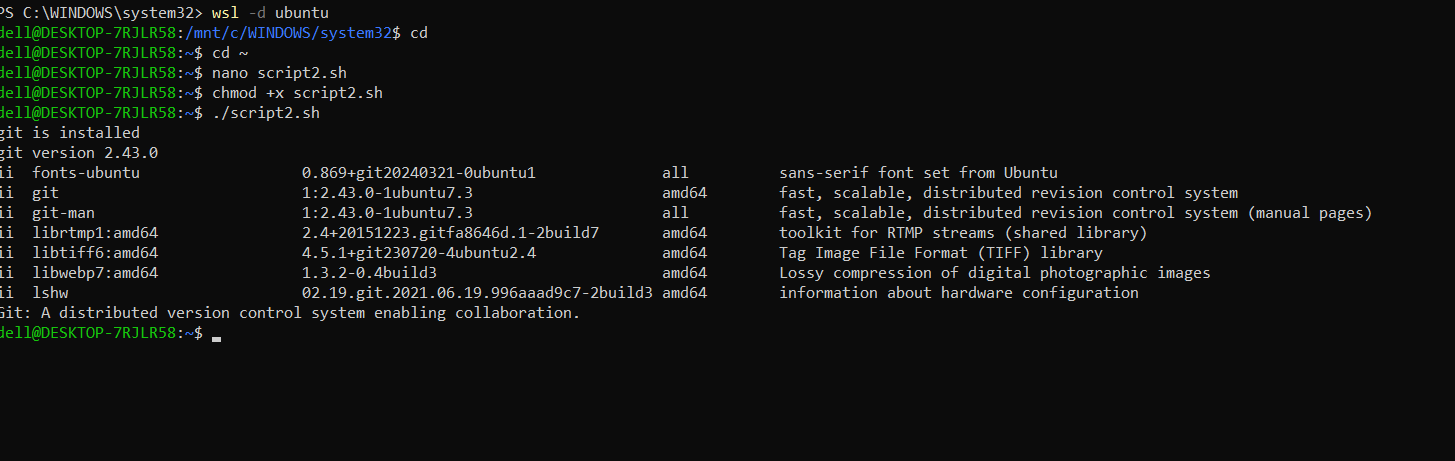 PS C:\WINDOWS\system32> wsl -d ubuntu
dell@DESKTOP-7RJLR58:/mnt/c/WINDOWS/system32$ cd
dell@DESKTOP-7RJLR58:~$ cd ~
dell@DESKTOP-7RJLR58:~$ nano script2.sh
dell@DESKTOP-7RJLR58:~$ chmod +x script2.sh
dell@DESKTOP-7RJLR58:~$ ./script2.sh
git is installed
git version 2.43.0
ii  fonts-ubuntu                  0.869+git20240321-0ubuntu1              all          sans-serif font set from Ubuntu
ii  git                           1:2.43.0-1ubuntu7.3                     amd64        fast, scalable, distributed revision control system
ii  git-man                       1:2.43.0-1ubuntu7.3                     all          fast, scalable, distributed revision control system (manual pages)
ii  librtmp1:amd64                2.4+20151223.gitfa8646d.1-2build7       amd64        toolkit for RTMP streams (shared library)
ii  libtiff6:amd64                4.5.1+git230720-4ubuntu2.4              amd64        Tag Image File Format (TIFF) library
ii  libwebp7:amd64                1.3.2-0.4build3                         amd64        Lossy compression of digital photographic images
ii  lshw                          02.19.git.2021.06.19.996aaad9c7-2build3 amd64        information about hardware configuration
Git: A distributed version control system enabling collaboration.
dell@DESKTOP-7RJLR58:~$